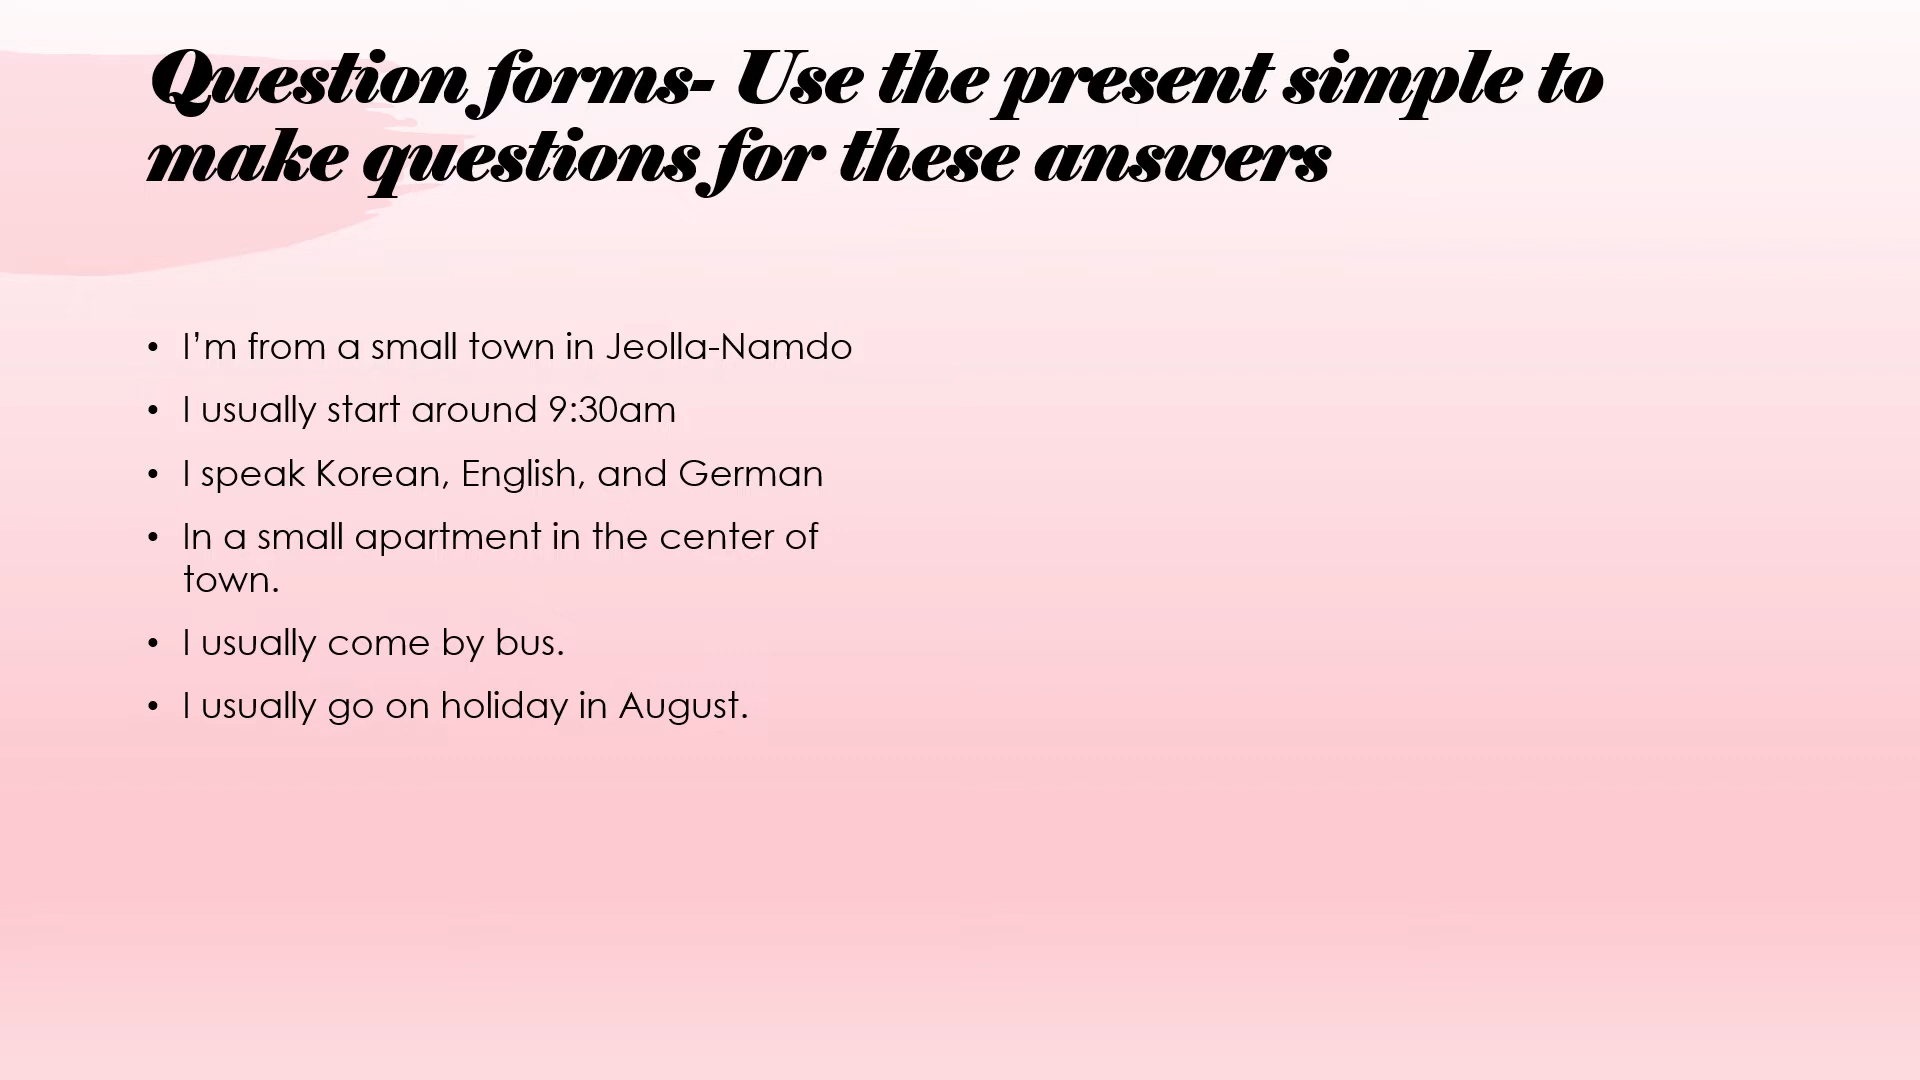 Question forms- Use the present simple to
make questions for these answers
• I’m from a small town in Jeolla-Namdo
• I usually start around 9:30am
• I speak Korean, English, and German
• In a small apartment in the center of
town.
• I usually come by bus.
• I usually go on holiday in August.